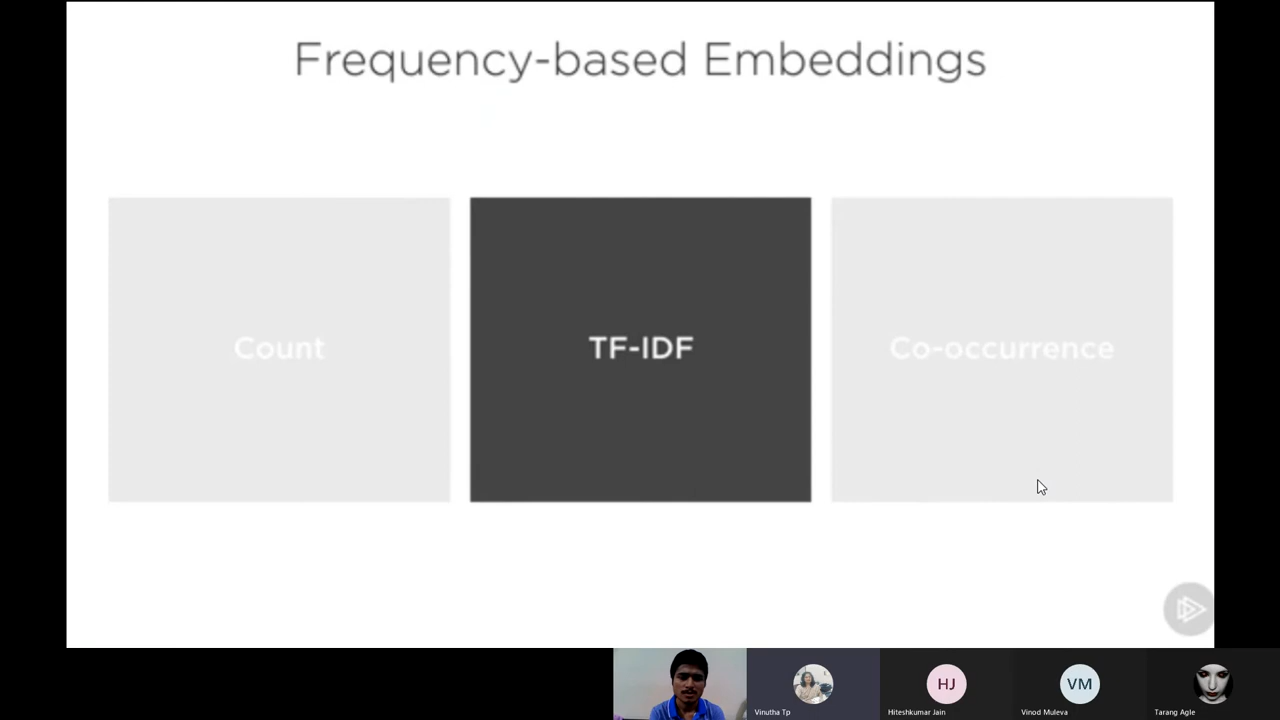 Frequency-based Embeddings
Count
TF-IDF
Co-occurrence
HJ
VM
Vinutha Tp
Hiteshkumar Jain
Vinod Muleva
Tarang Agle